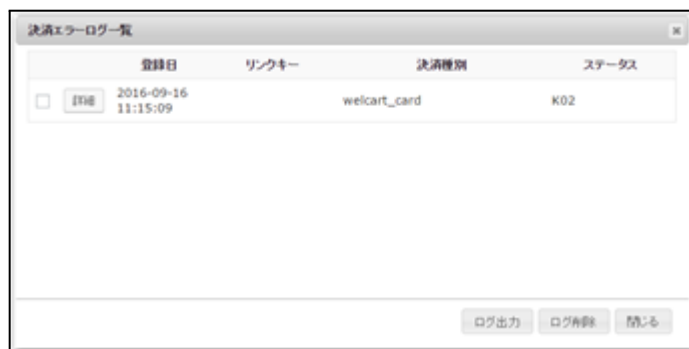 決済エラーログ一覧
登録日 リンクキー 決済種別 ステータス
詳細 2016-09-16 welcart_card K02
11:15:09
ログ出力 ログ削除 閉じる